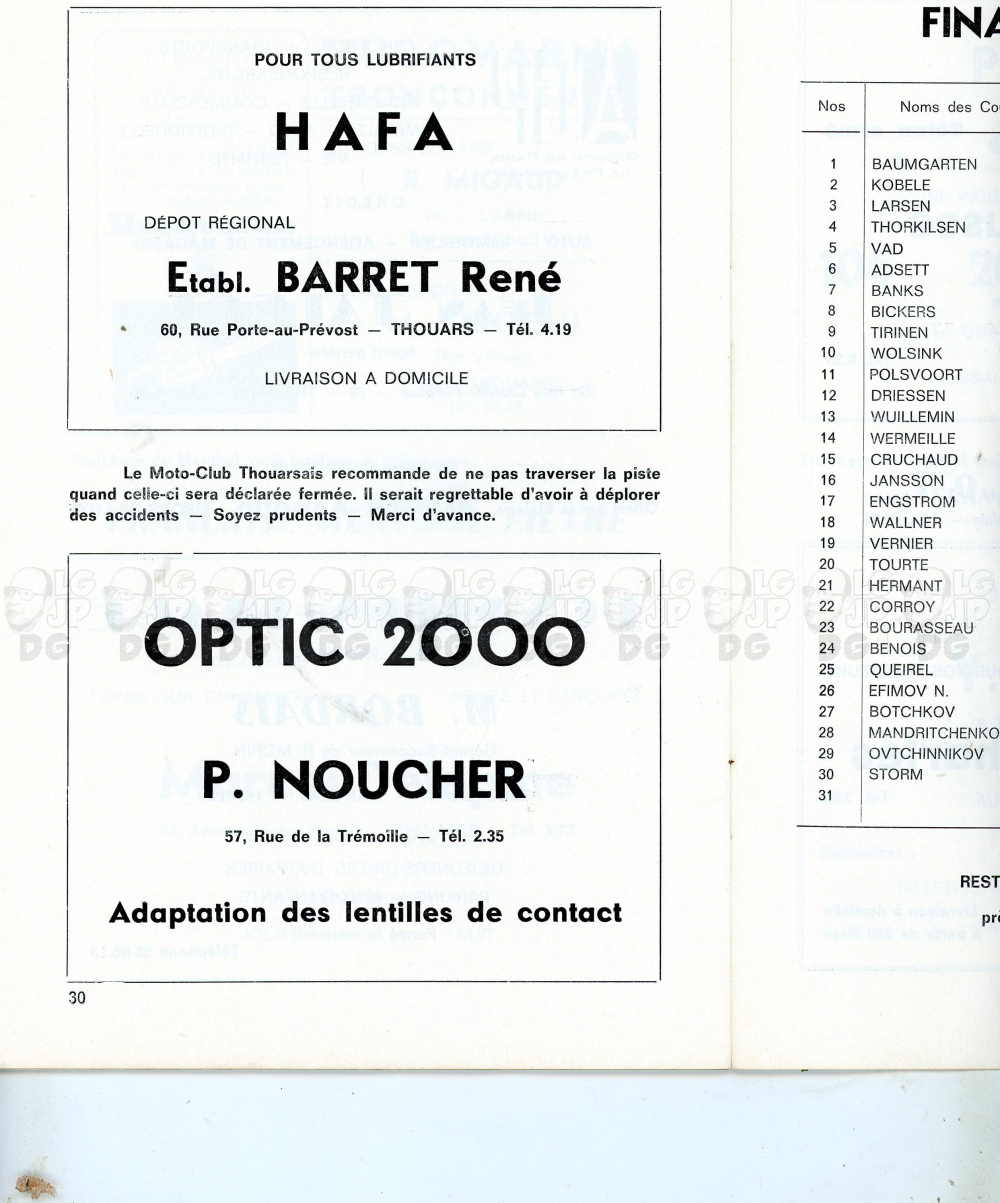 POUR TOUS LUBRIFIANTS
HAFA
DÉPOT RÉGIONAL
Etabl. BARRET René
60, Rue Porte-au-Prévost — THOUARS — Tél. 4.19
LIVRAISON A DOMICILE
Le Moto-Club Thouarsais recommande de ne pas traverser la piste
quand celle-ci sera déclarée fermée. Il serait regrettable d'avoir à déplorer
des accidents — Soyez prudents — Merci d'avance.
OPTIC 2000
P. NOUCHER
57, Rue de la Trémoille — Tél. 2.35
Adaptation des lentilles de contact
30
FINA
Nos Noms des Co
1 BAUMGARTEN
2 KOBELE
3 LARSEN
4 THORKILSEN
5 VAD
6 ADSETT
7 BANKS
8 BICKERS
9 TIRINEN
10 WOLSINK
11 POLSVOORT
12 DRIESSEN
13 WUILLEMIN
14 WERMEILLE
15 CRUCHAUD
16 JANSSON
17 ENGSTROM
18 WALLNER
19 VERNIER
20 TOURTE
21 HERMANT
22 CORROY
23 BOURASSEAU
24 BENOIS
25 QUEIREL
26 EFIMOV N.
27 BOTCHKOV
28 MANDRITCHENKO
29 OVTCHINNIKOV
30 STORM
31
REST
pré